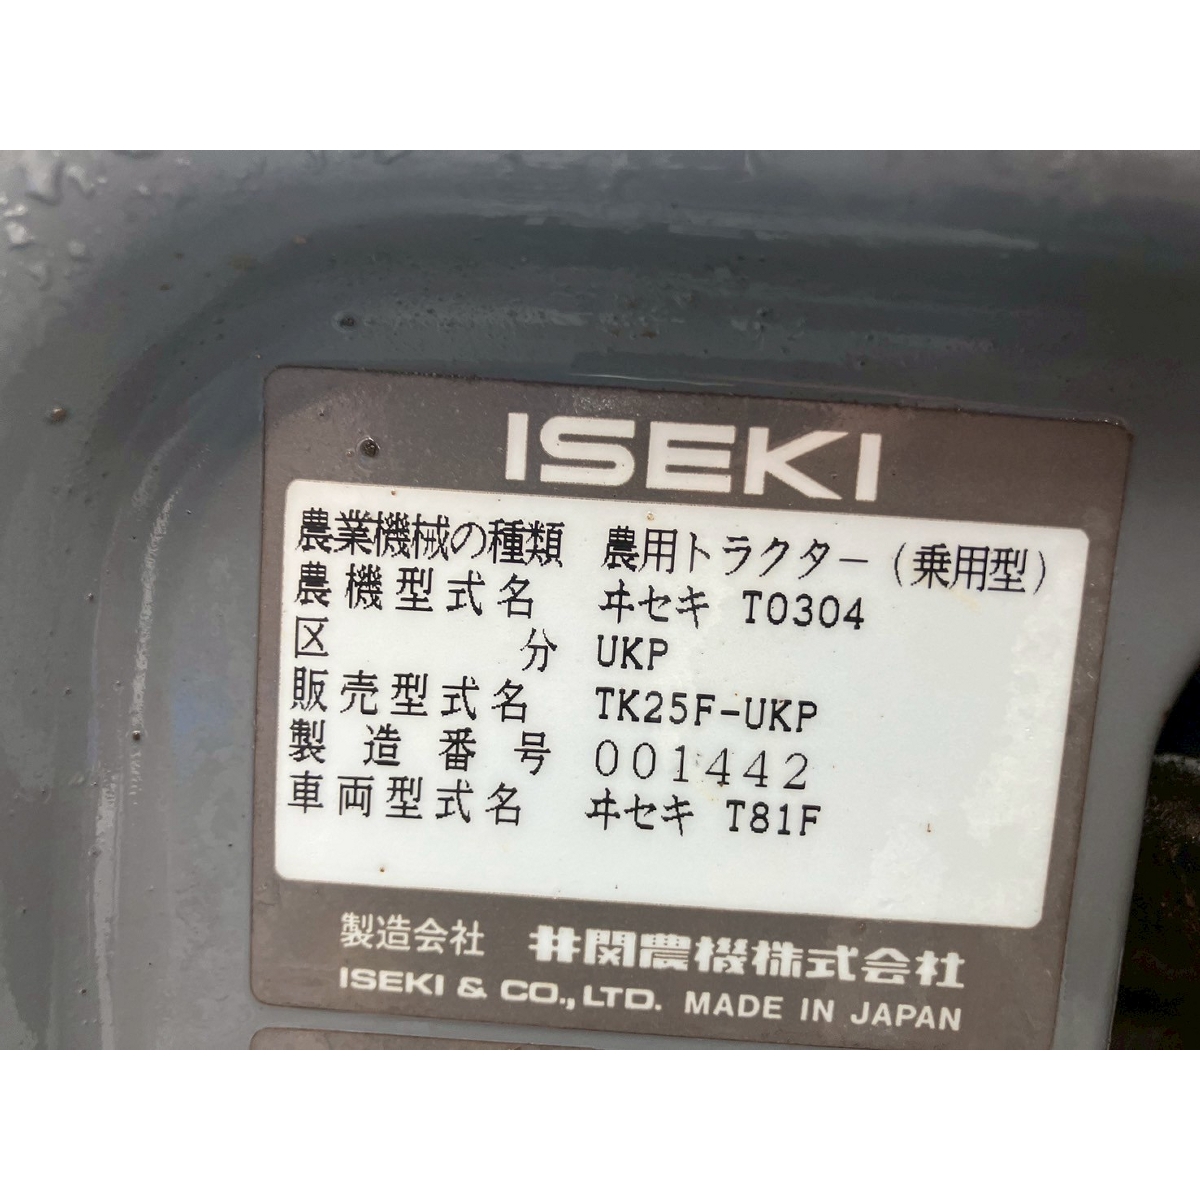 ISEKI
農業機械の種類 農用トラクター(乗用型)
農機型式名 ヰセキ T0304
区分 UKP
販売型式名 TK25F-UKP
製造番号 001442
車両型式名 ヰセキ T81F
製造会社 井関農機株式会社
ISEKI & CO.,LTD. MADE IN JAPAN